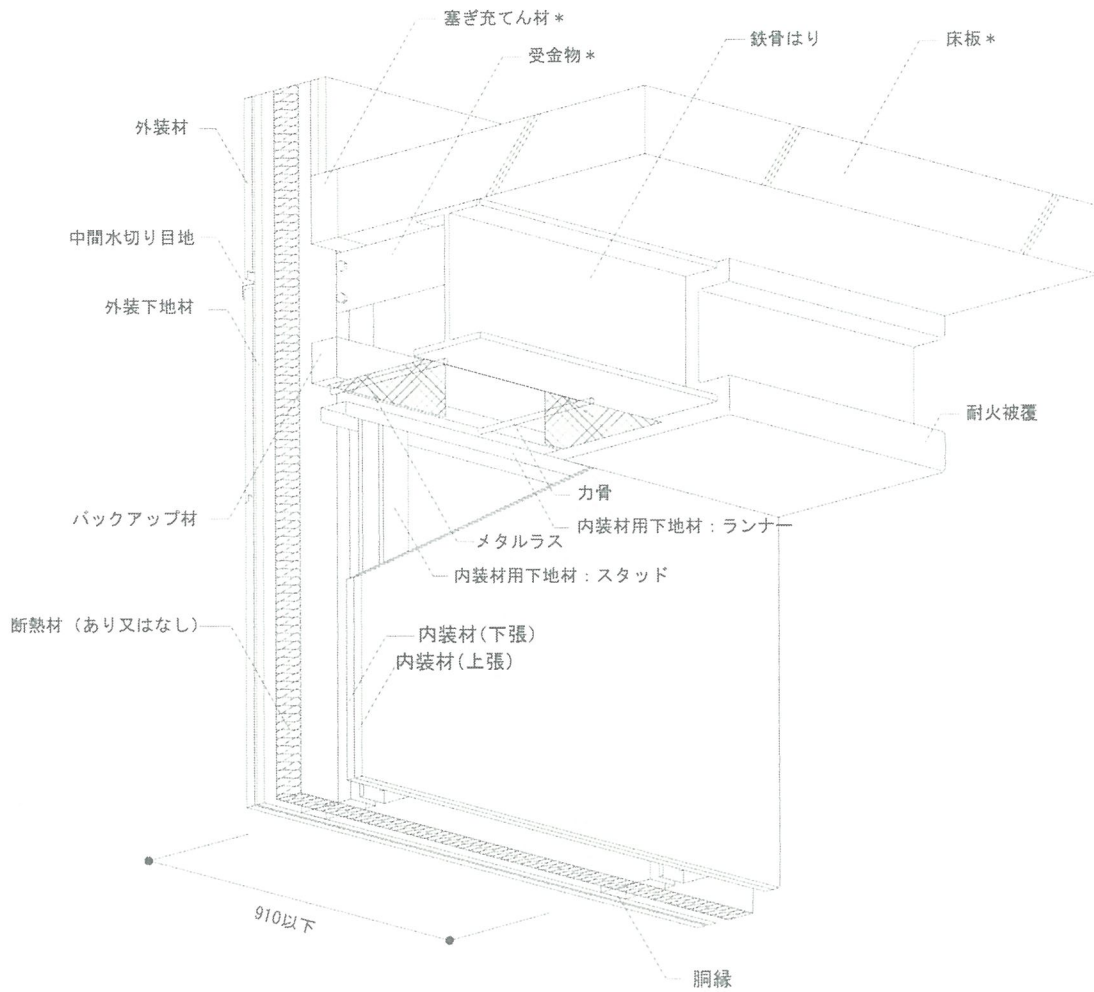 塞ぎ充てん材*
鉄骨はり
床板*
受金物*
外装材
中間水切り目地
外装下地材
耐火被覆
力骨
バックアップ材
内装材用下地材：ランナー
メタルラス
内装材用下地材：スタッド
断熱材（あり又はなし）
内装材(下張)
内装材(上張)
910以下
胴縁